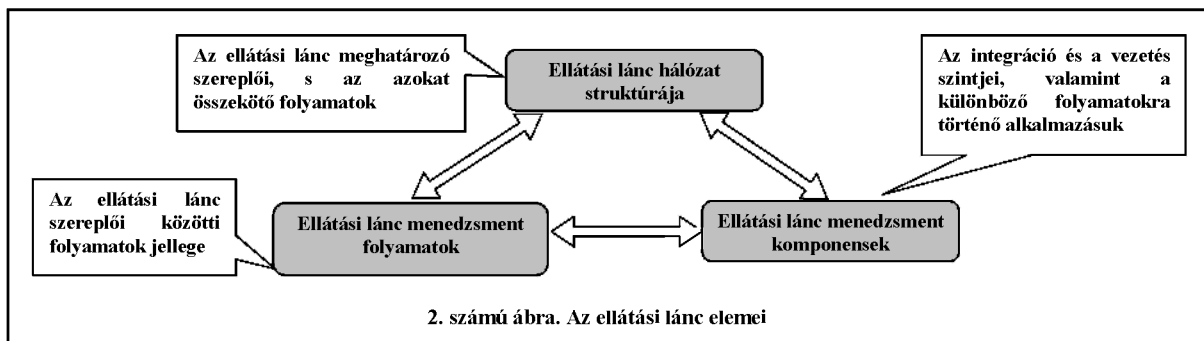 Az ellátási lánc meghatározó
szereplői, s az azokat
összekötő folyamatok
Ellátási lánc hálózat
struktúrája
Az integráció és a vezetés
szintjei, valamint a
különböző folyamatokra
történő alkalmazásuk
Az ellátási lánc
szereplői közötti
folyamatok jellege
Ellátási lánc menedzsment
folyamatok
Ellátási lánc menedzsment
komponensek
2. számú ábra. Az ellátási lánc elemei